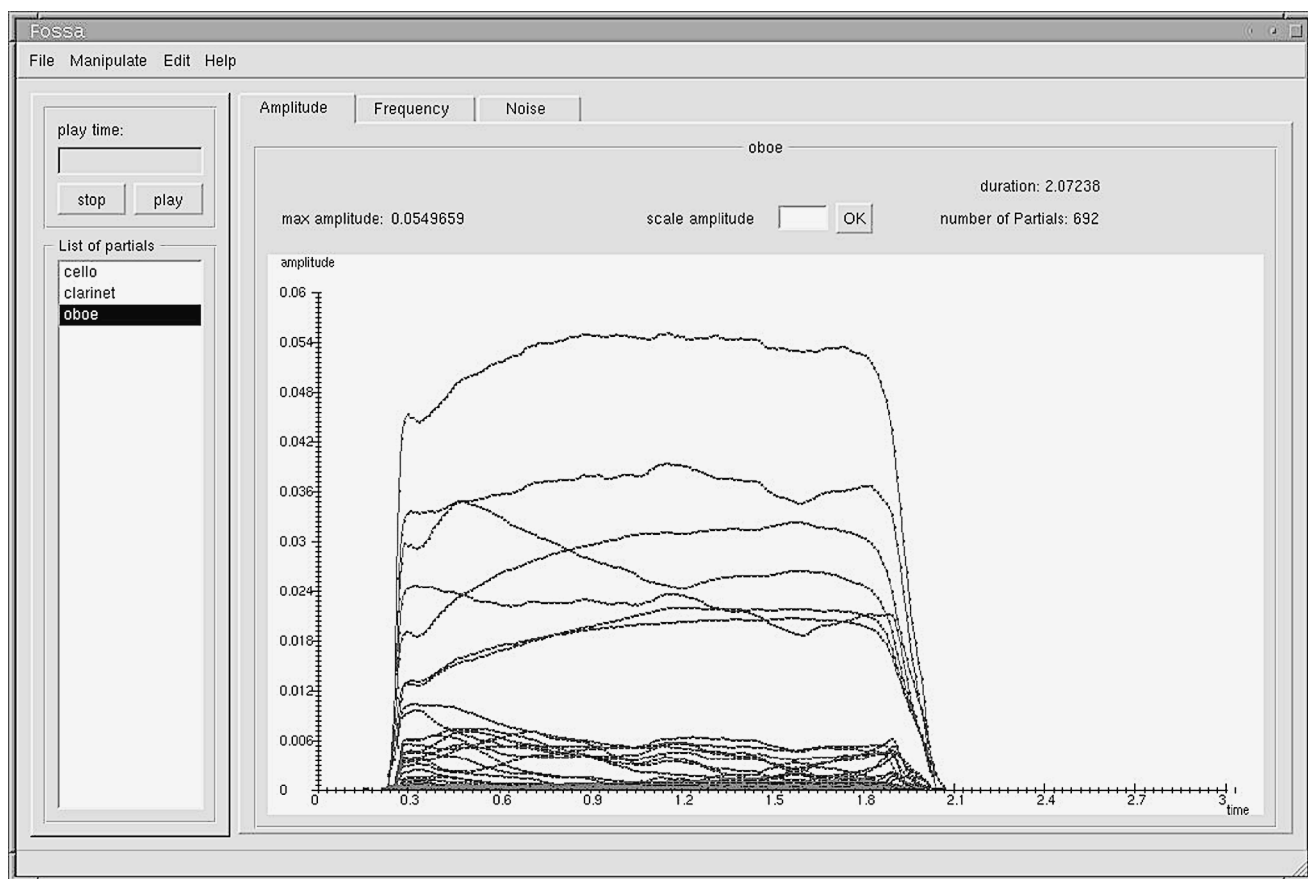 Fossa
File Manipulate Edit Help
play time:
stop play
List of partials
cello
clarinet
oboe
Amplitude Frequency Noise
oboe
duration: 2.07238
max amplitude: 0.0549659 scale amplitude OK number of Partials: 692
amplitude
0.06
0.054
0.048
0.042
0.036
0.03
0.024
0.018
0.012
0.006
0
0 0.3 0.6 0.9 1.2 1.5 1.8 2.1 2.4 2.7 3
time